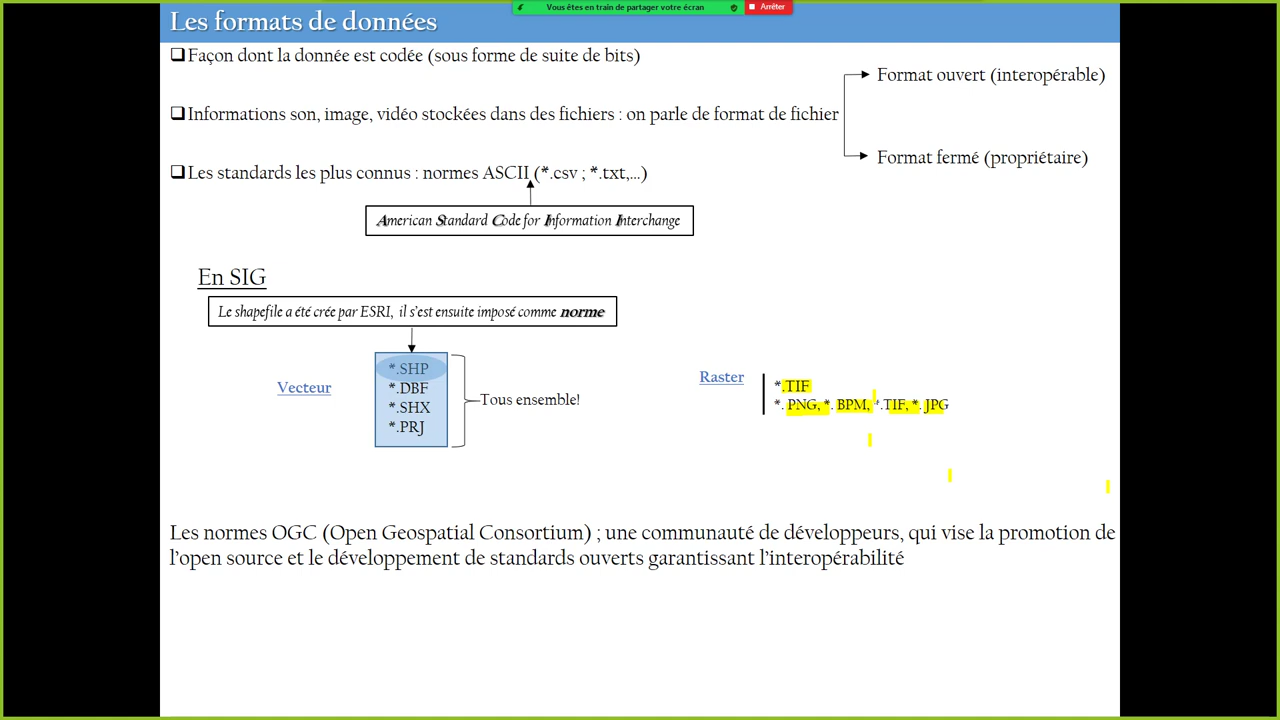 Vous êtes en train de partager votre écran
Arrêter
Les formats de données
Façon dont la donnée est codée (sous forme de suite de bits)
Format ouvert (interopérable)
Informations son, image, vidéo stockées dans des fichiers : on parle de format de fichier
Format fermé (propriétaire)
Les standards les plus connus : normes ASCII (*.csv ; *.txt,...)
American Standard Code for Information Interchange
En SIG
Le shapefile a été crée par ESRI, il s'est ensuite imposé comme norme
Vecteur
*.SHP
*.DBF
*.SHX
*.PRJ
Tous ensemble!
Raster
*.TIF
*. PNG, *. BPM, *.TIF, *. JPG
Les normes OGC (Open Geospatial Consortium) ; une communauté de développeurs, qui vise la promotion de
l'open source et le développement de standards ouverts garantissant l'interopérabilité